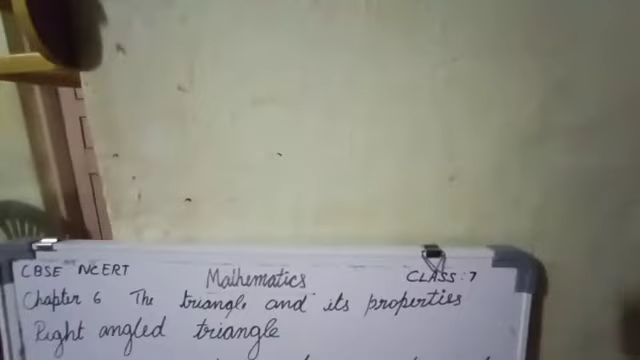 CBSE NCERT Mathematics CLASS : 7
Chapter 6 The triangle and its properties
Right angled triangle